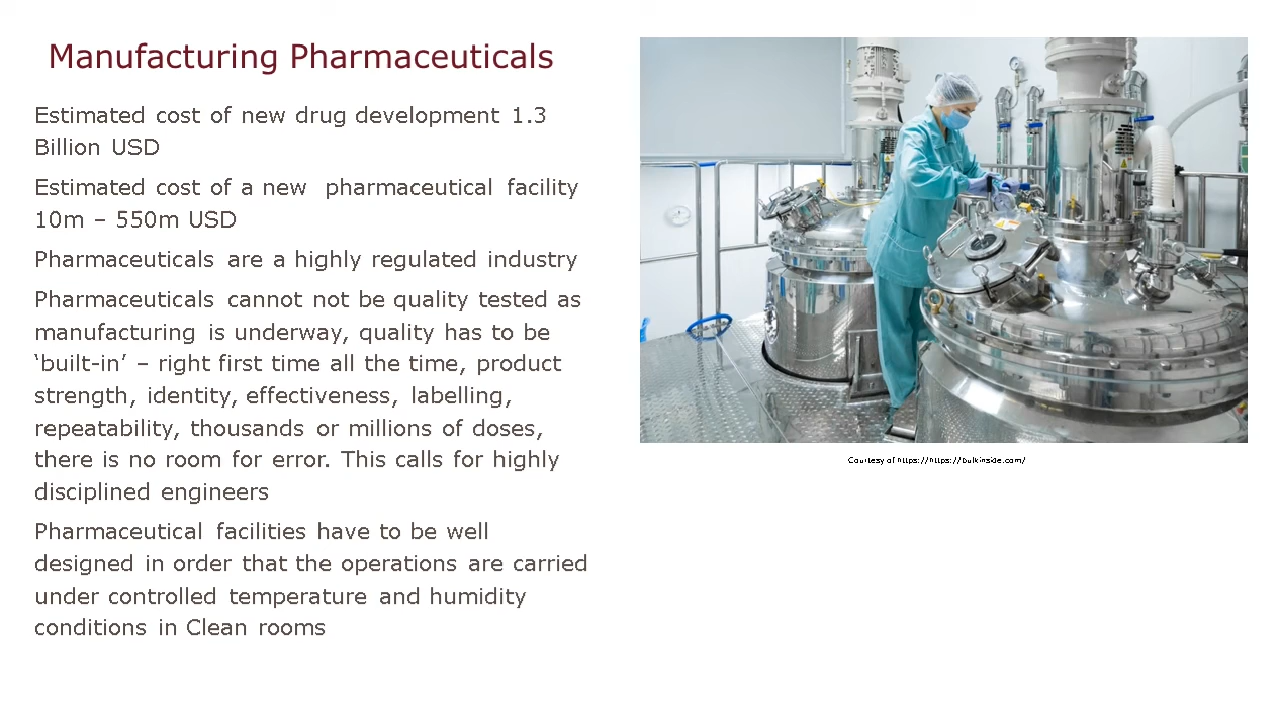 Manufacturing Pharmaceuticals
Estimated cost of new drug development 1.3
Billion USD
Estimated cost of a new pharmaceutical facility
10m – 550m USD
Pharmaceuticals are a highly regulated industry
Pharmaceuticals cannot not be quality tested as
manufacturing is underway, quality has to be
‘built-in’ – right first time all the time, product
strength, identity, effectiveness, labelling,
repeatability, thousands or millions of doses,
there is no room for error. This calls for highly
disciplined engineers
Pharmaceutical facilities have to be well
designed in order that the operations are carried
under controlled temperature and humidity
conditions in Clean rooms
Courtesy of https://https://bulkinside.com/